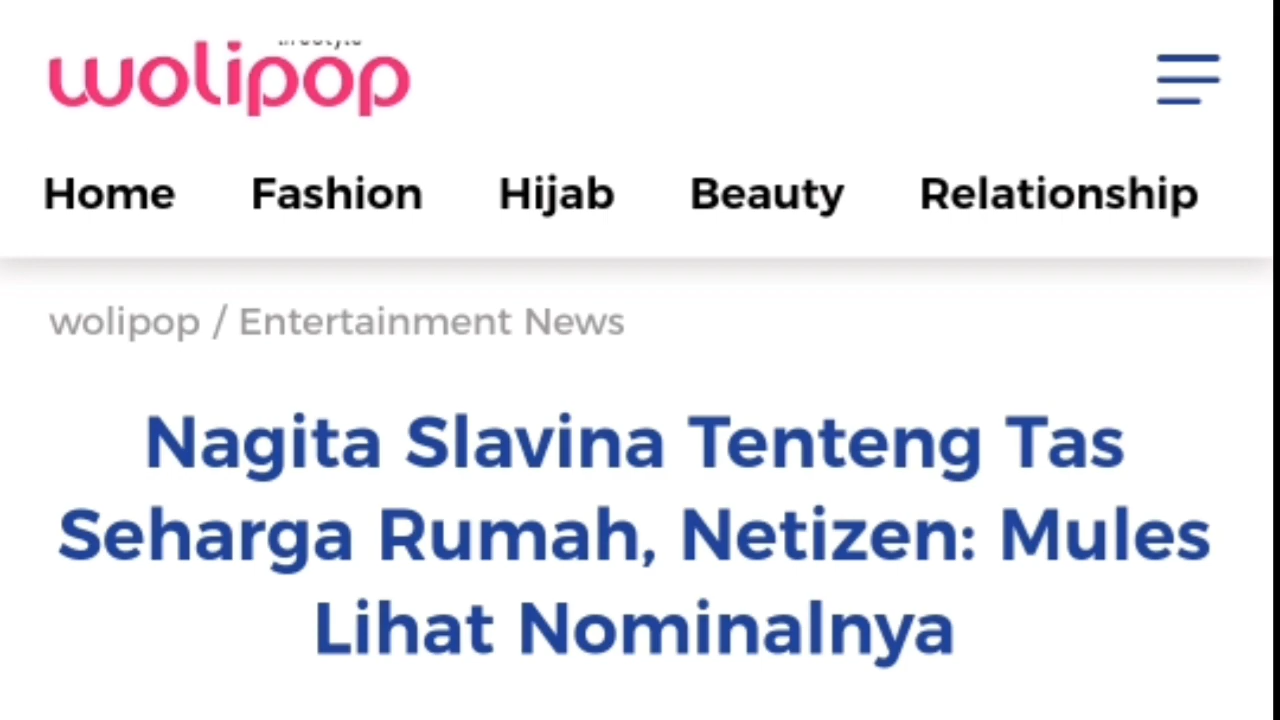 wolipop
Home Fashion Hijab Beauty Relationship
wolipop / Entertainment News
Nagita Slavina Tenteng Tas
Seharga Rumah, Netizen: Mules
Lihat Nominalnya